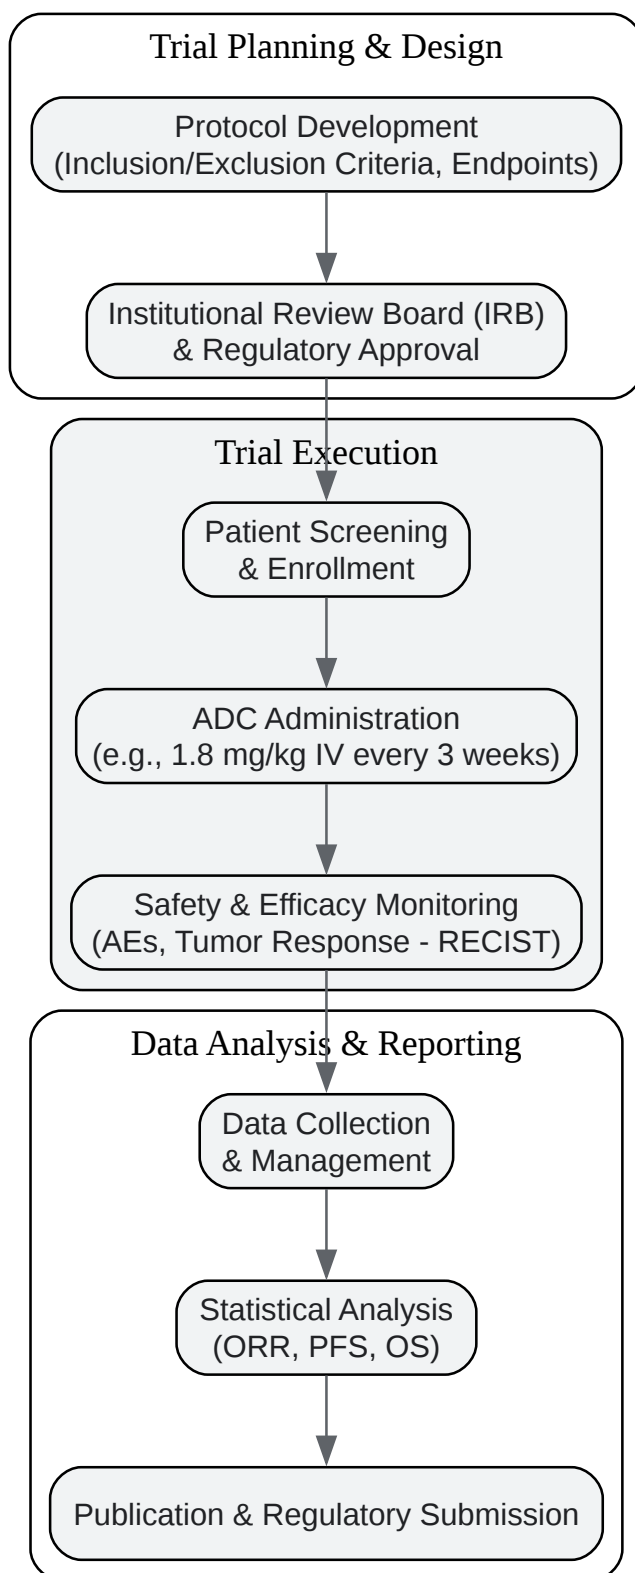 Trial Planning & Design
Protocol Development
(Inclusion/Exclusion Criteria, Endpoints)
Institutional Review Board (IRB)
& Regulatory Approval
Trial Execution
Patient Screening
& Enrollment
ADC Administration
(e.g., 1.8 mg/kg IV every 3 weeks)
Safety & Efficacy Monitoring
(AEs, Tumor Response - RECIST)
Data Analysis & Reporting
Data Collection
& Management
Statistical Analysis
(ORR, PFS, OS)
Publication & Regulatory Submission